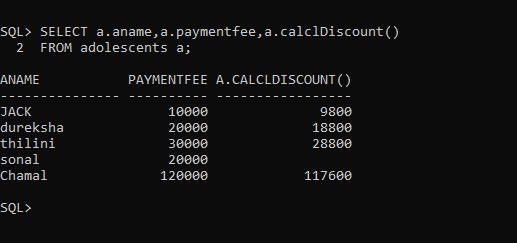 SQL> SELECT a.aname,a.paymentfee,a.calclDiscount()
  2  FROM adolescents a;
ANAME           PAYMENTFEE A.CALCLDISCOUNT()
--------------- ---------- -----------------
JACK                 10000              9800
dureksha             20000             18800
thilini              30000             28800
sonal                20000
Chamal              120000            117600
SQL>